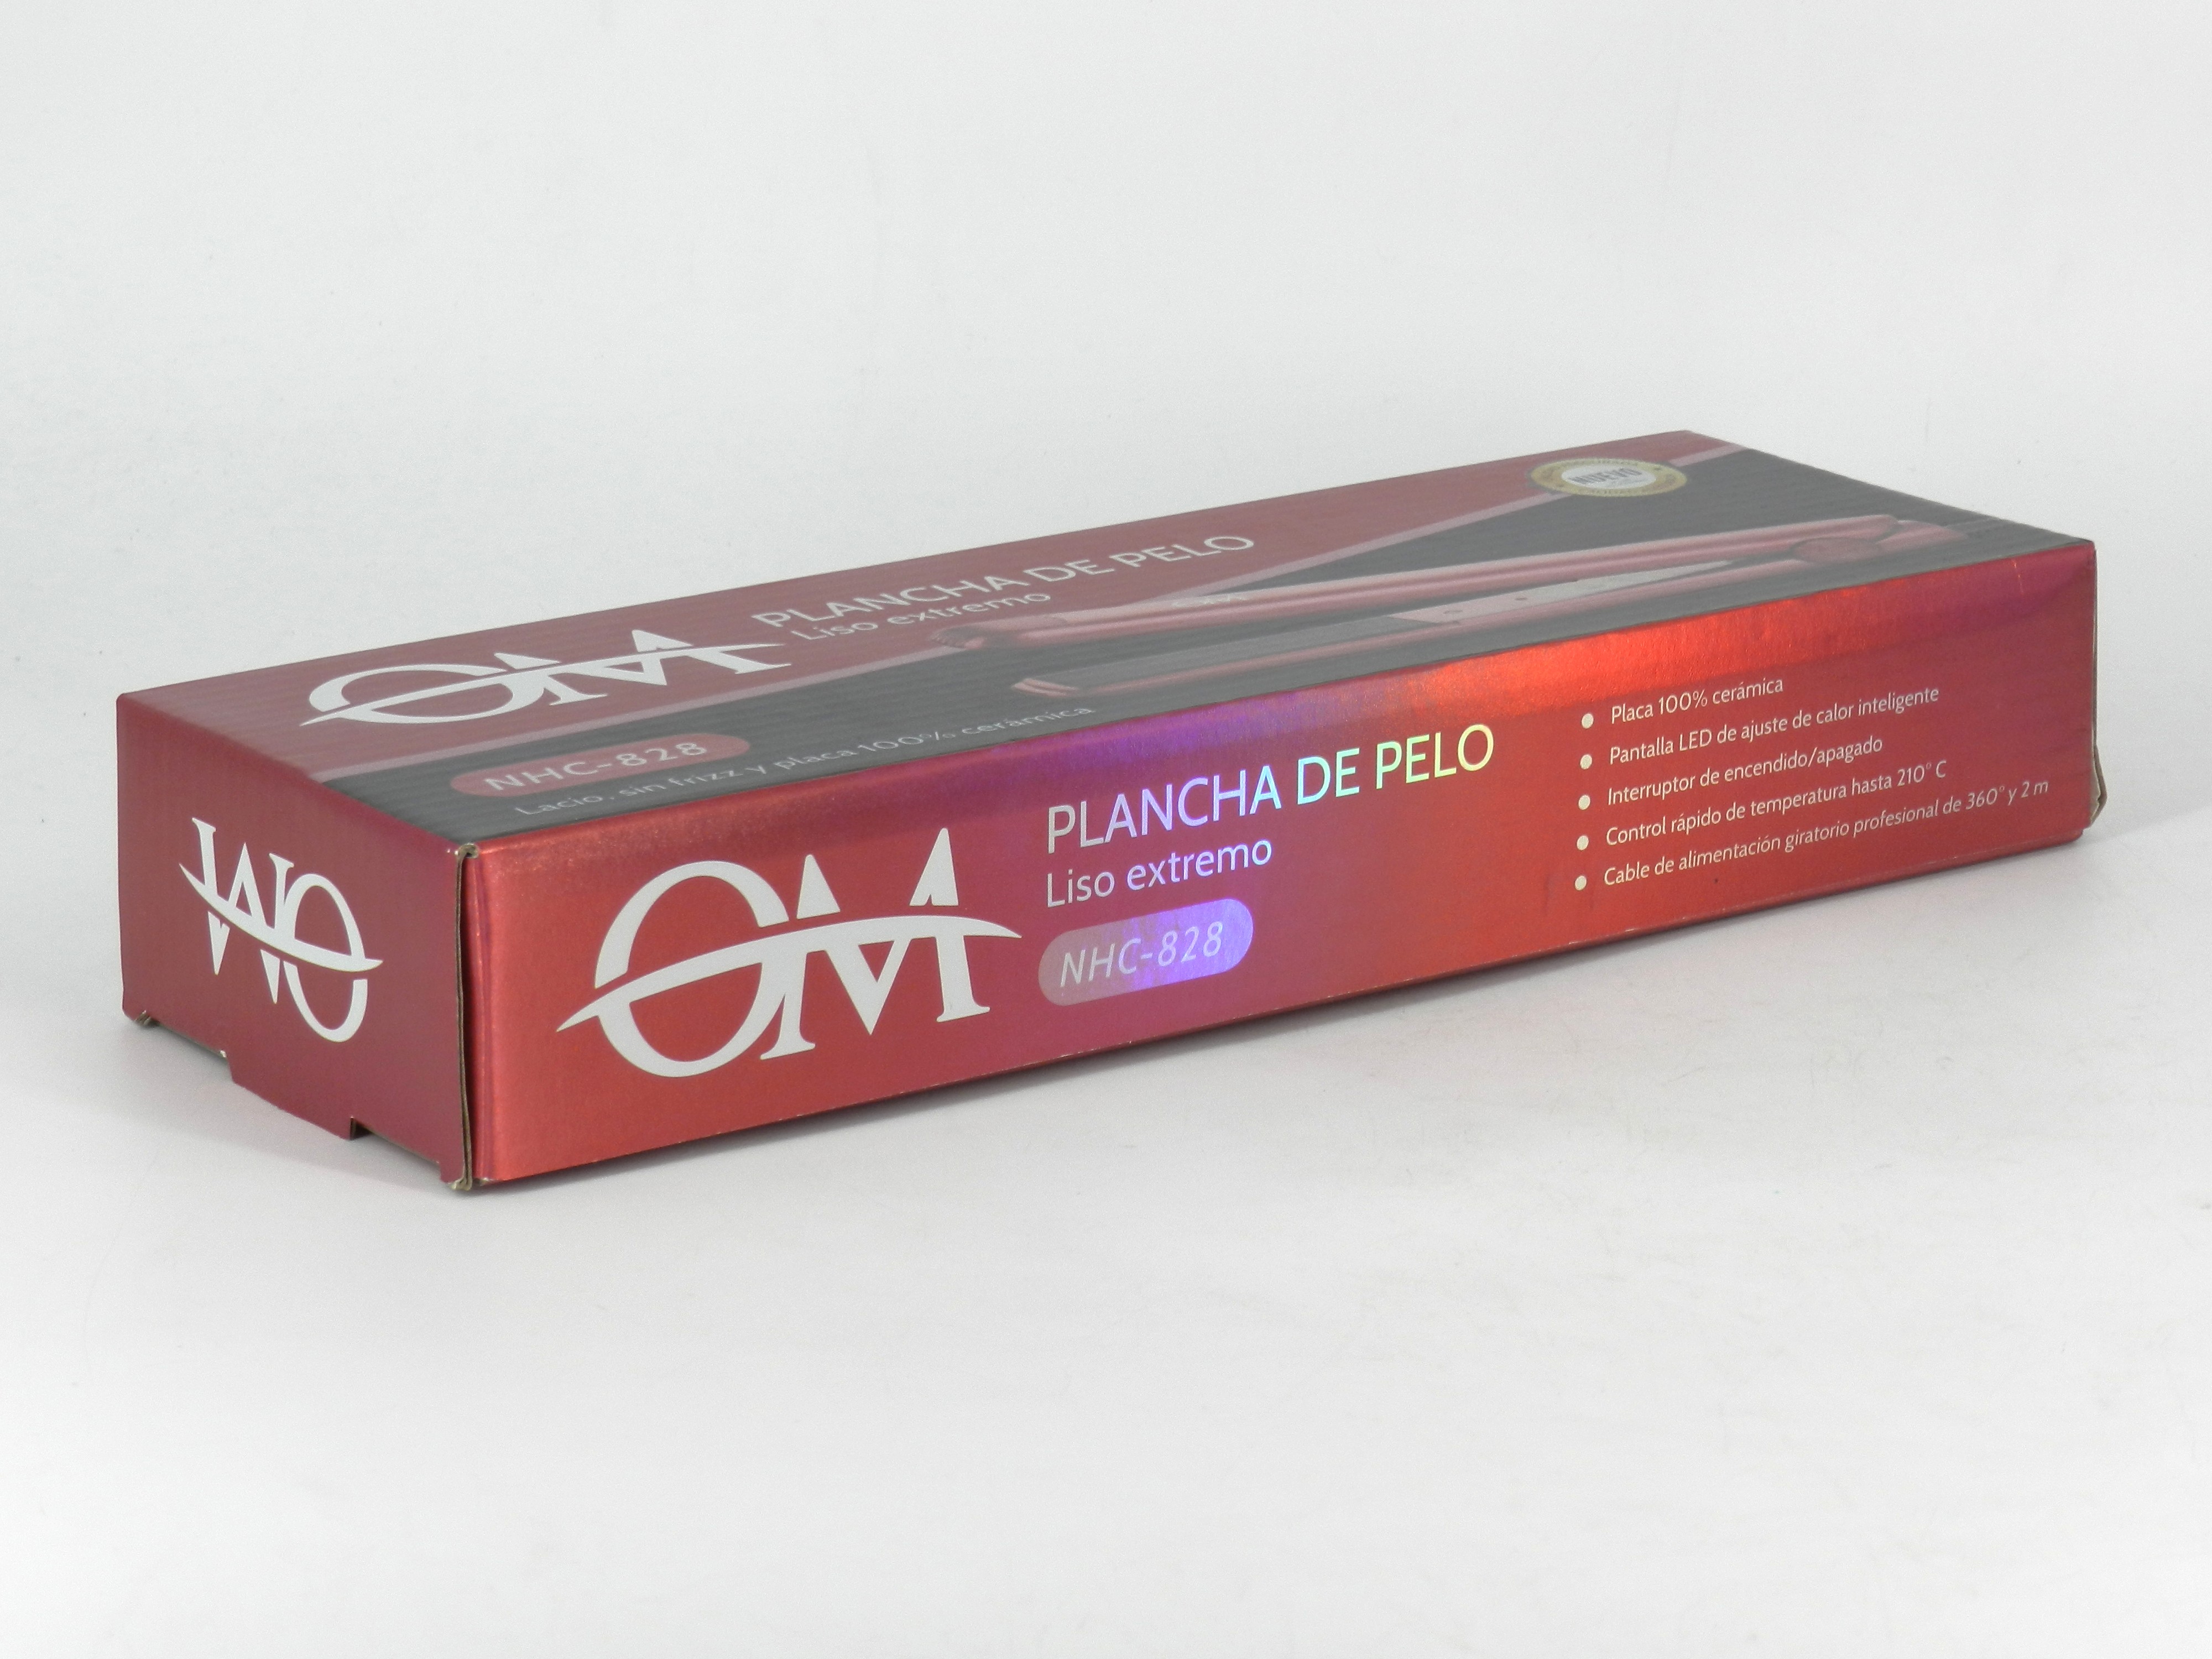 OM
PLANCHA DE PELO
Liso extremo
NUEVO
NHC-828
Lacio, sin frizz y placa 100% cerámica
OM
OM
PLANCHA DE PELO
Liso extremo
NHC-828
Placa 100% cerámica
Pantalla LED de ajuste de calor inteligente
Interruptor de encendido/apagado
Control rápido de temperatura hasta 210° C
Cable de alimentación giratorio profesional de 360° y 2 m